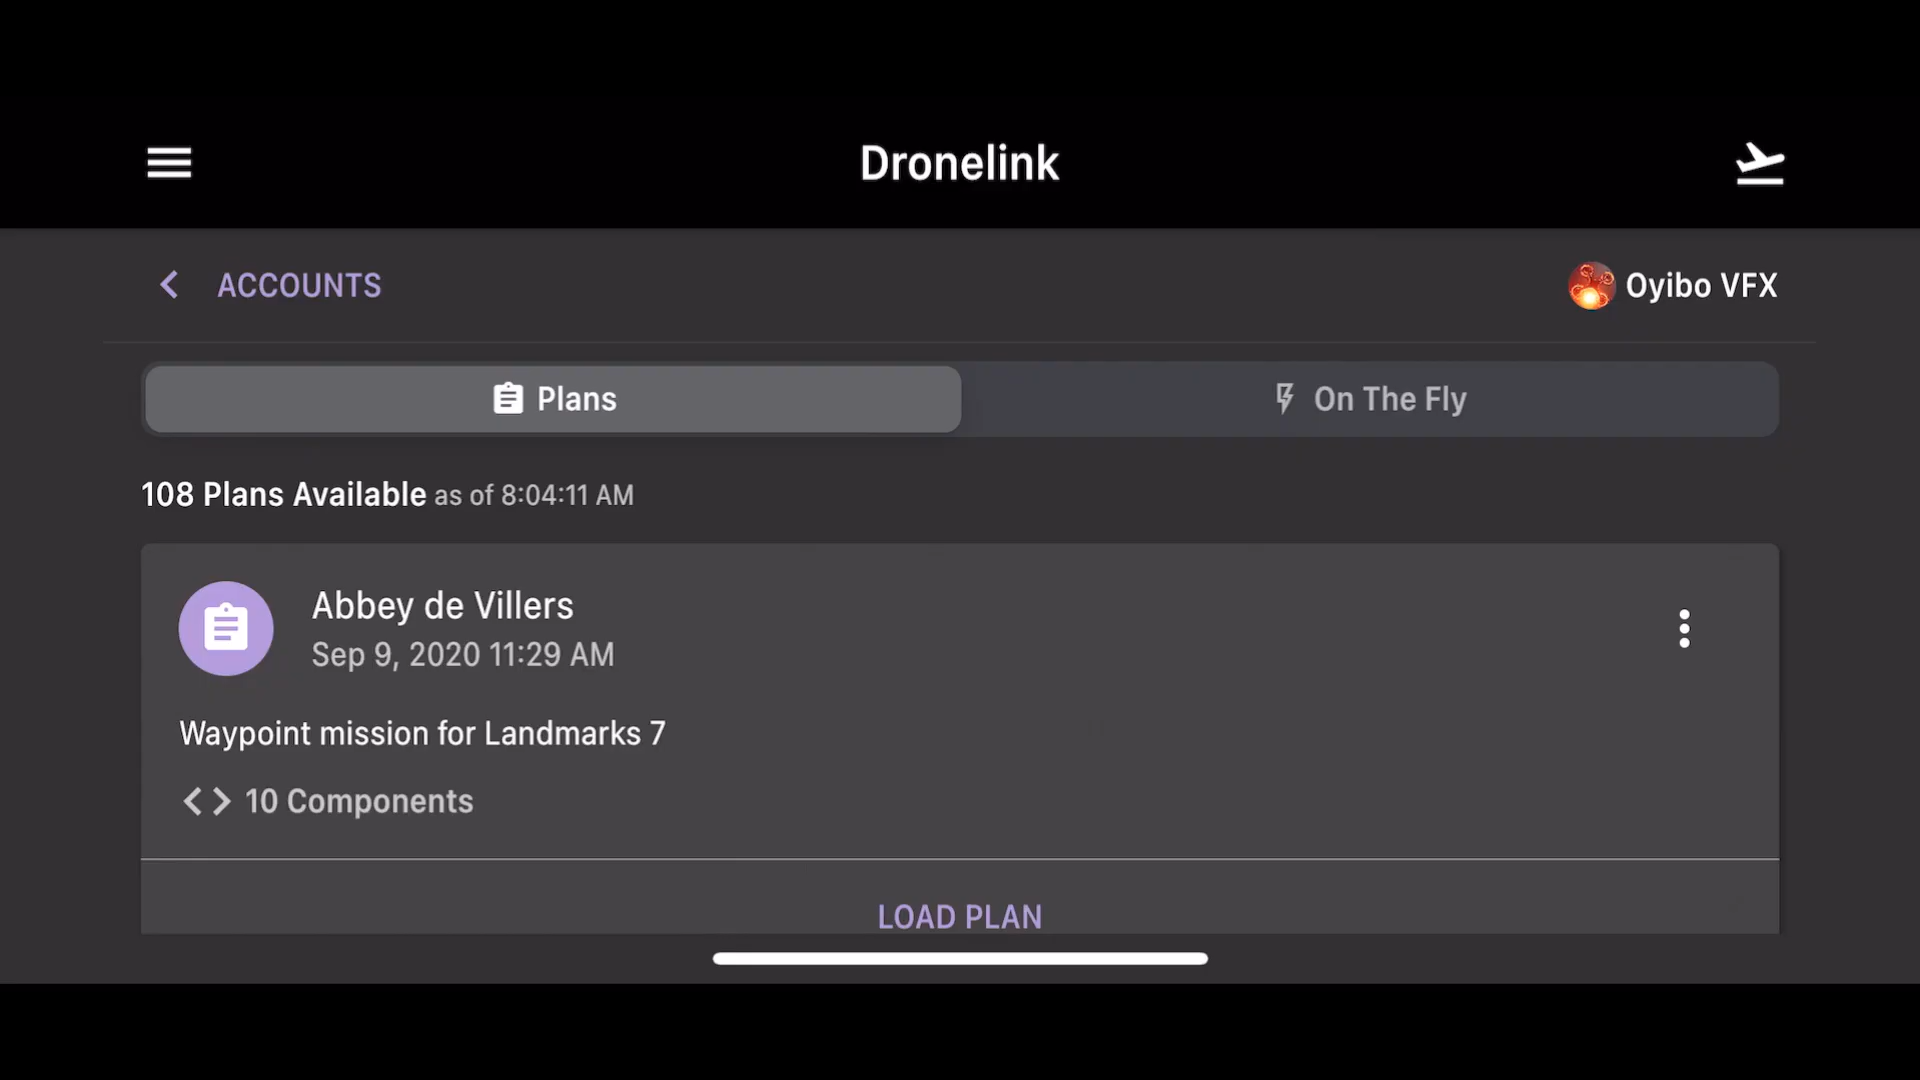 Dronelink
ACCOUNTS
Oyibo VFX
Plans
On The Fly
108 Plans Available as of 8:04:11 AM
Abbey de Villers
Sep 9, 2020 11:29 AM
Waypoint mission for Landmarks 7
10 Components
LOAD PLAN